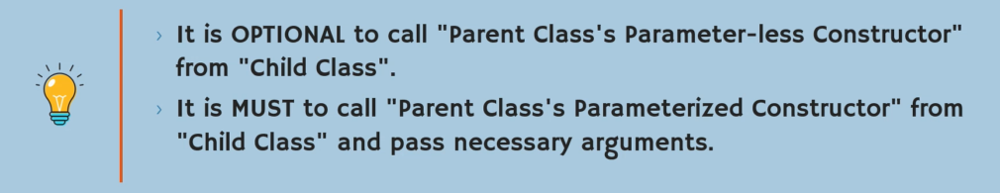 › It is OPTIONAL to call "Parent Class's Parameter-less Constructor"
from "Child Class".
› It is MUST to call "Parent Class's Parameterized Constructor" from
"Child Class" and pass necessary arguments.